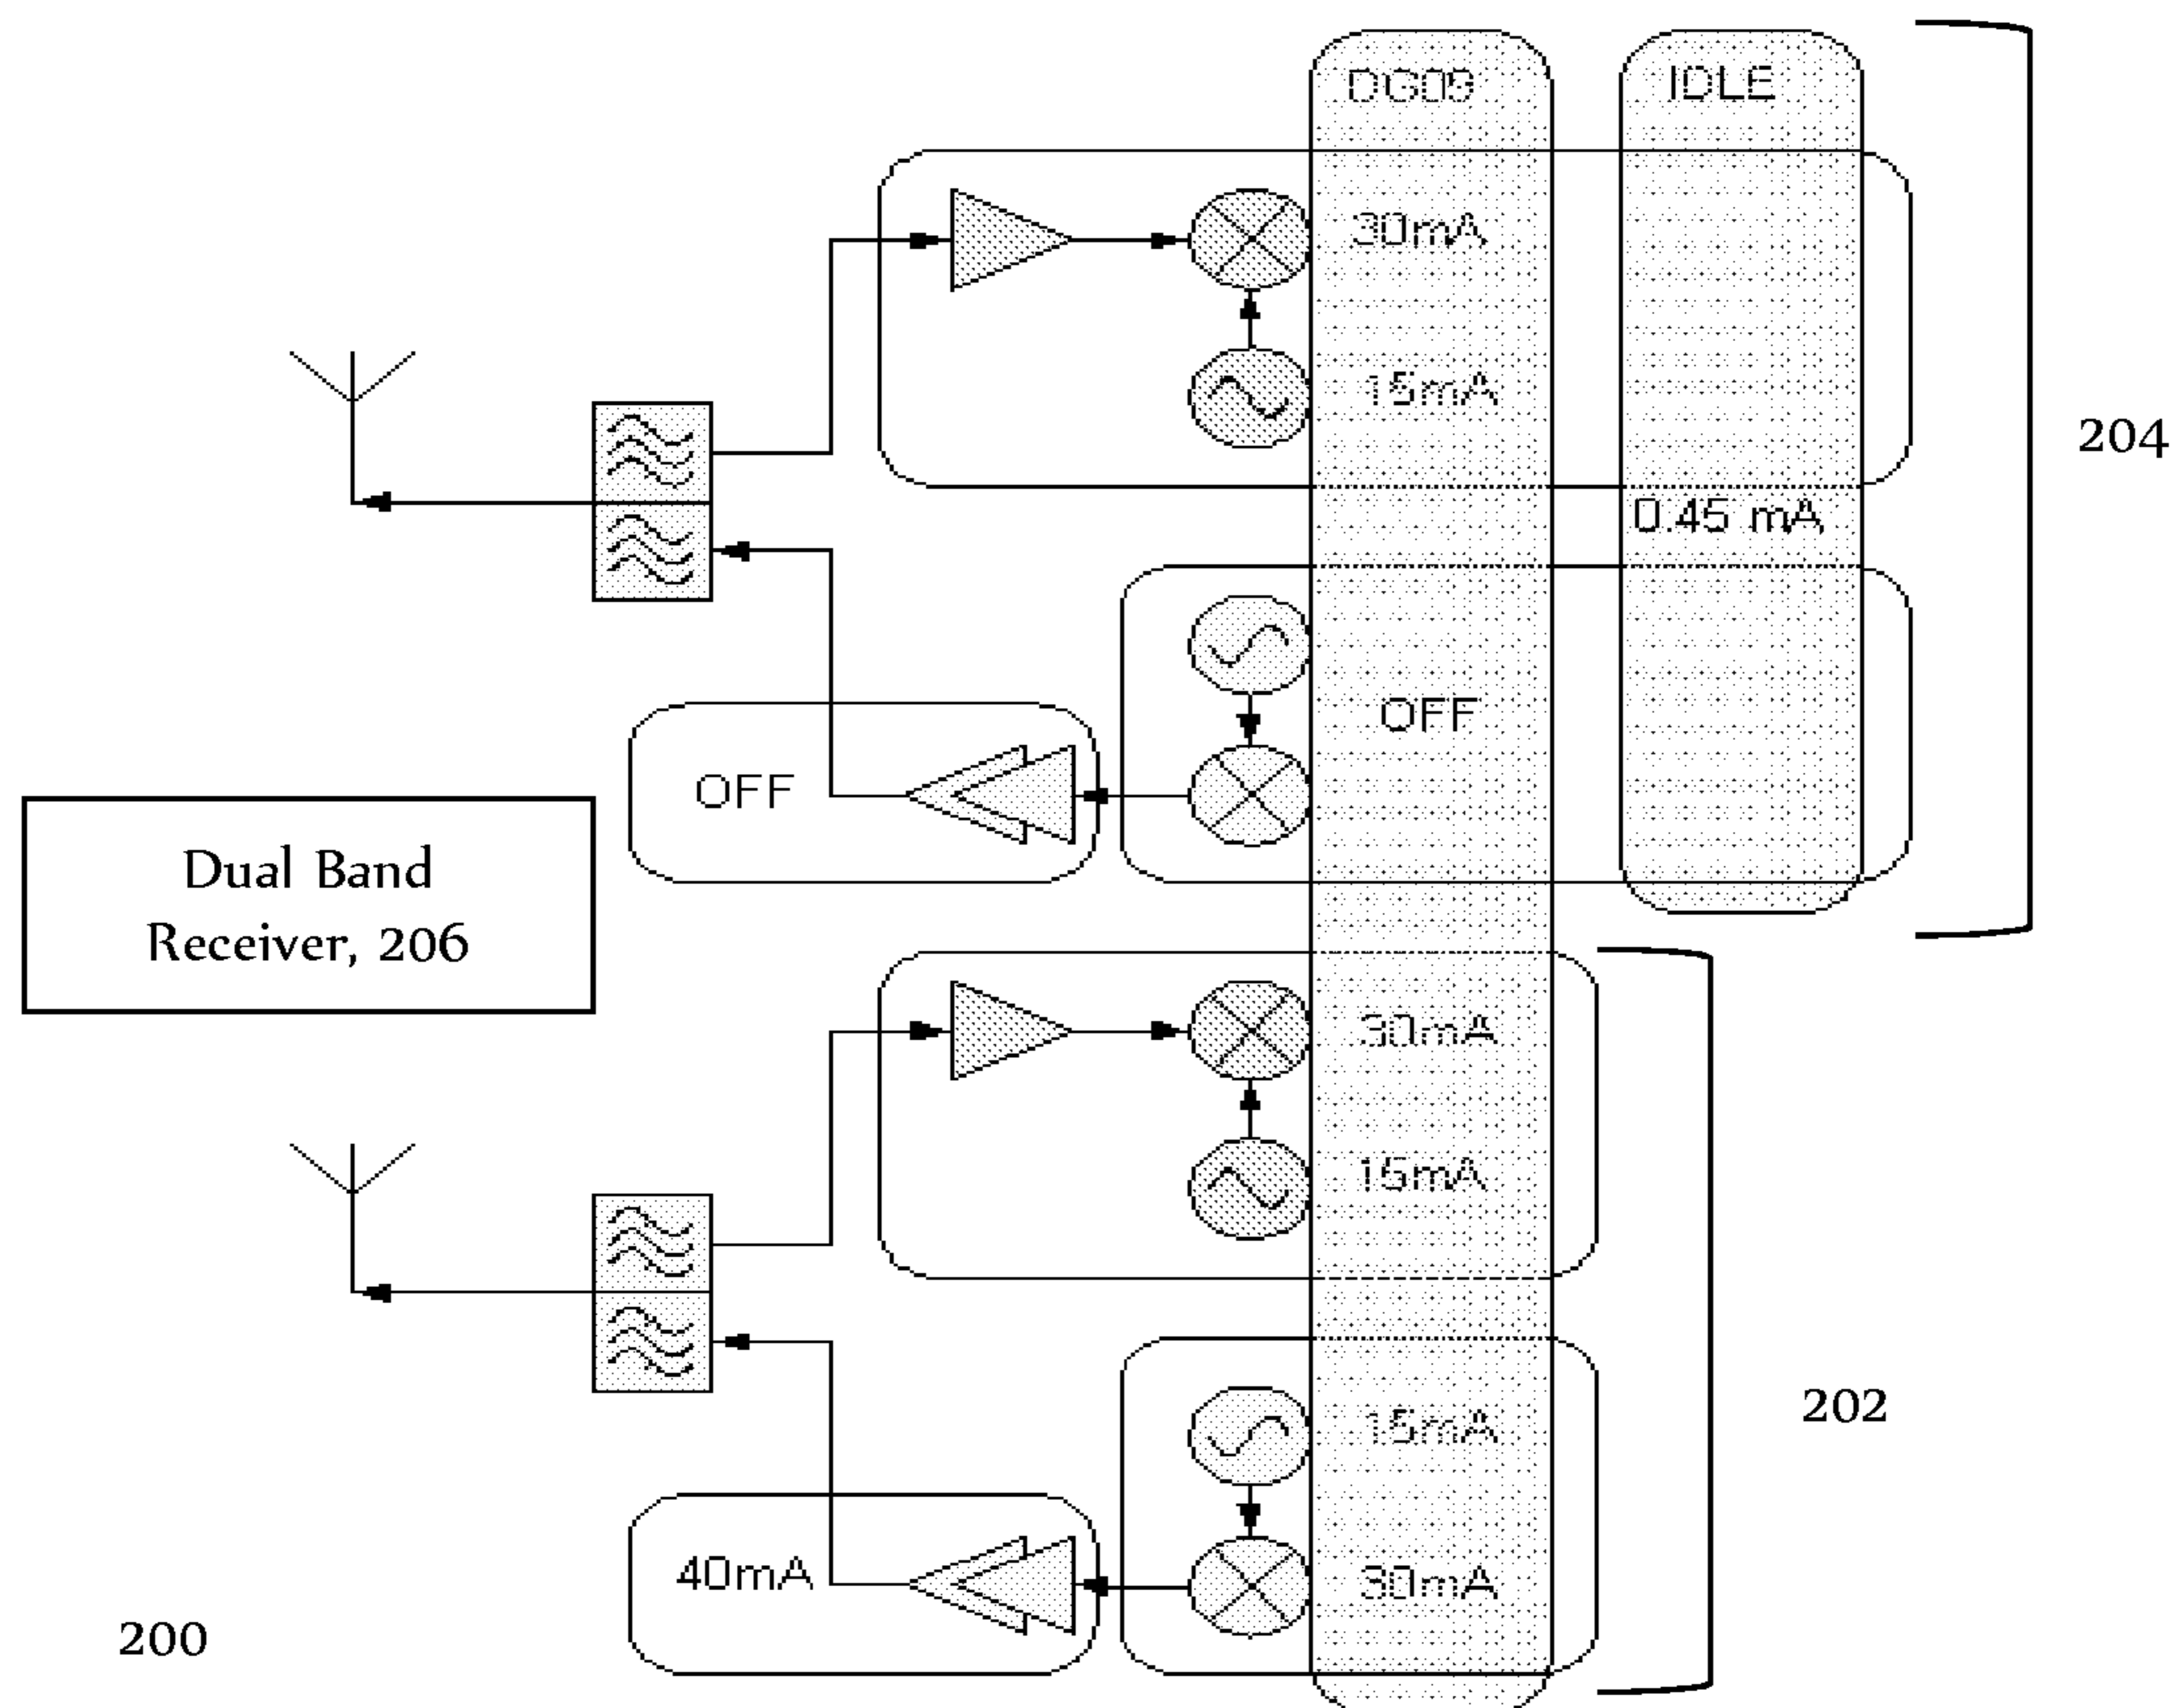 DG09 IDLE
30mA
15mA
204
0.45 mA
OFF
OFF
Dual Band
Receiver, 206
30mA
15mA
202
15mA
40mA
30mA
200